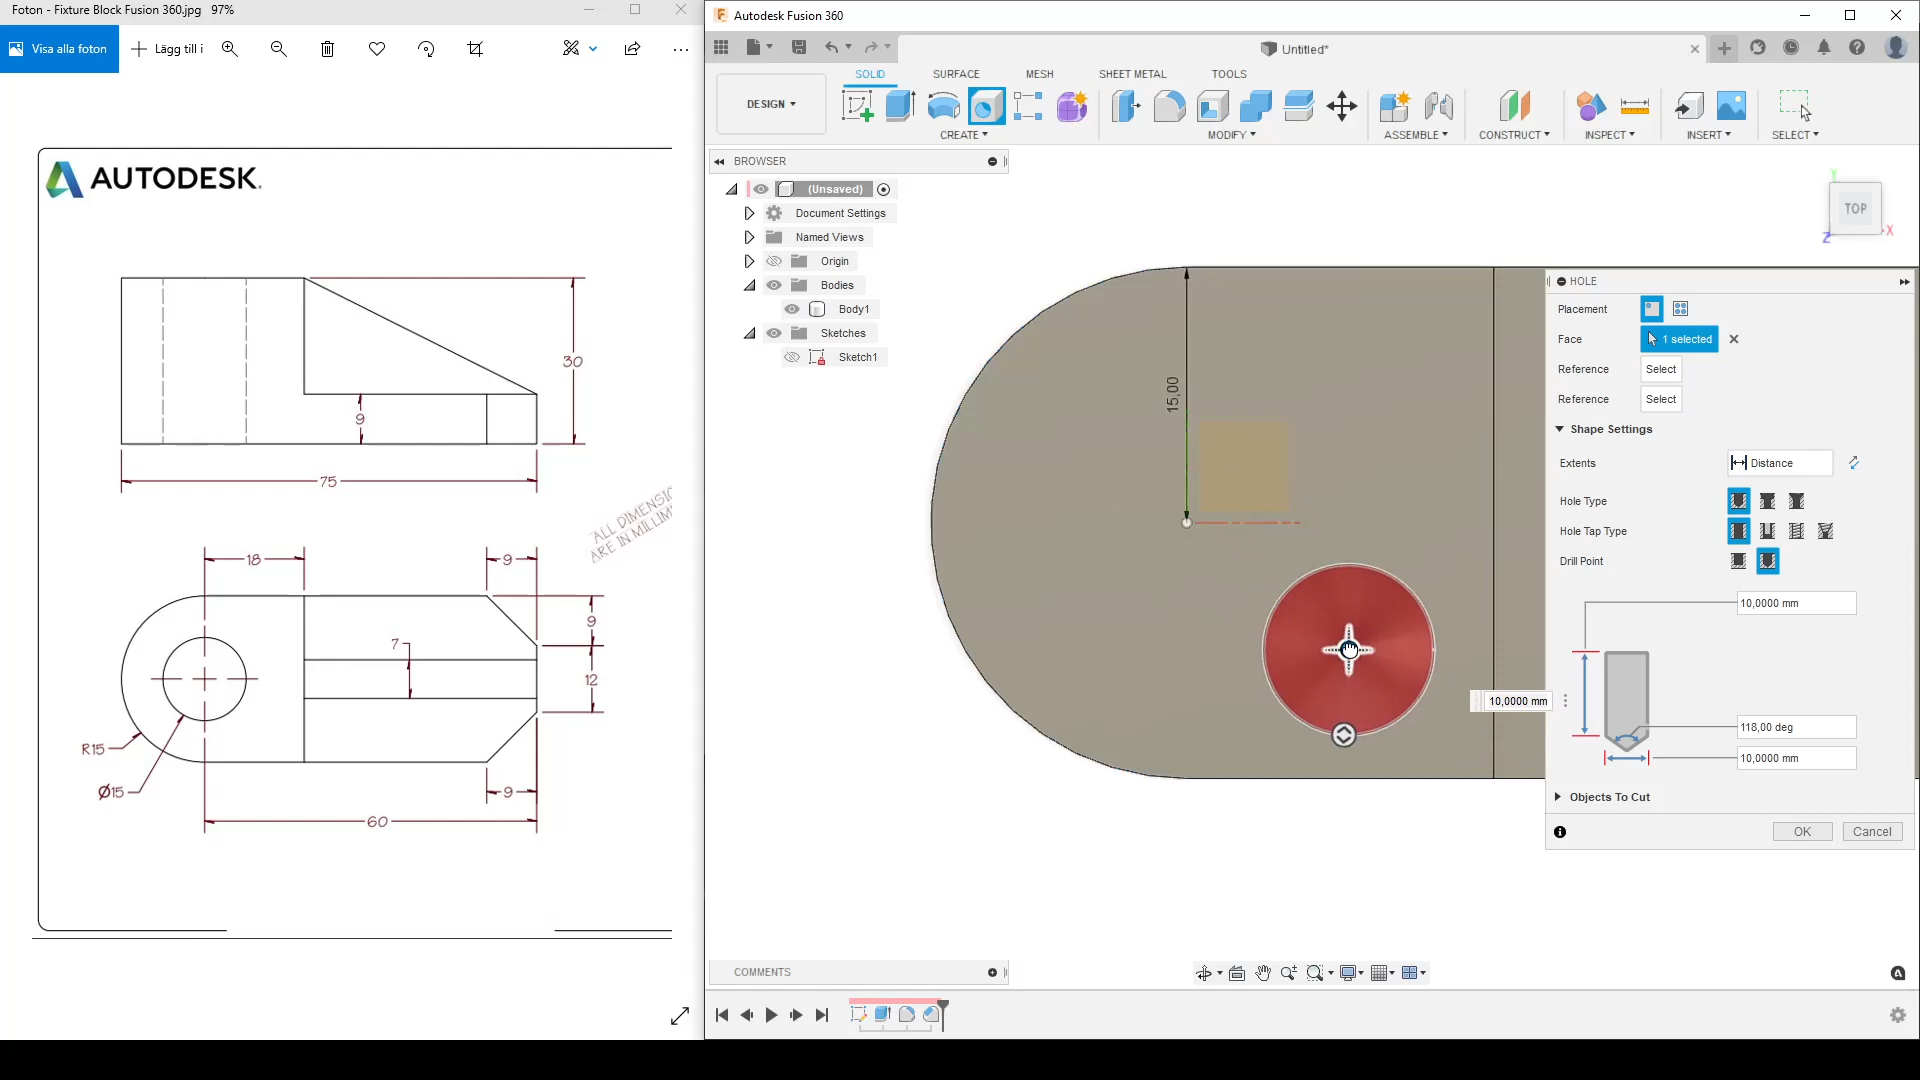 Foton - Fixture Block Fusion 360.jpg 97%
Visa alla foton
Lägg till i
AUTODESK.
30
9
75
"ALL DIMENSIO
ARE IN MILLIM
18
9
9
7
12
R15
Ø15
9
60
F Autodesk Fusion 360
Untitled*
DESIGN
SOLID
SURFACE
MESH
SHEET METAL
TOOLS
CREATE
MODIFY
ASSEMBLE
CONSTRUCT
INSPECT
INSERT
SELECT
BROWSER
(Unsaved)
Document Settings
Named Views
Origin
Bodies
Body1
Sketches
Sketch1
Y
TOP
X
Z
15,00
10,0000 mm
HOLE
Placement
Face
1 selected
Reference
Select
Reference
Select
Shape Settings
Extents
Distance
Hole Type
Hole Tap Type
Drill Point
10,0000 mm
118,00 deg
10,0000 mm
Objects To Cut
OK
Cancel
COMMENTS